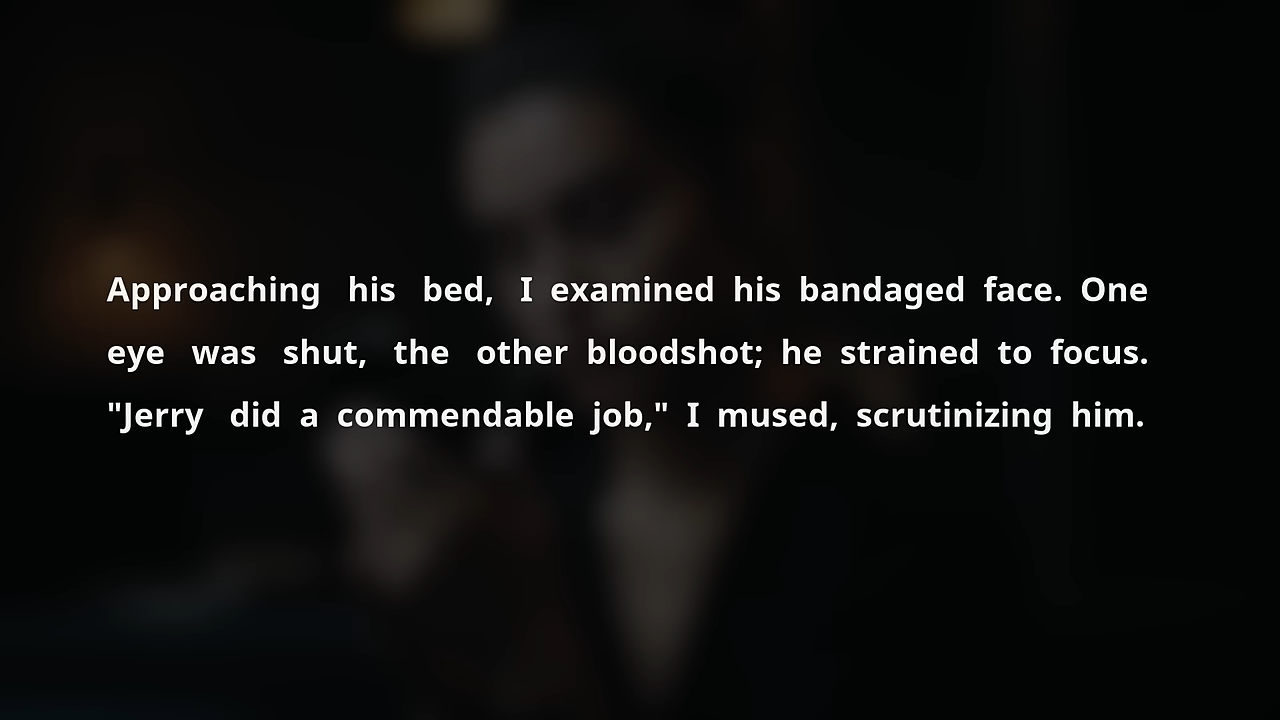 Approaching his bed, I examined his bandaged face. One
eye was shut, the other bloodshot; he strained to focus.
"Jerry did a commendable job," I mused, scrutinizing him.